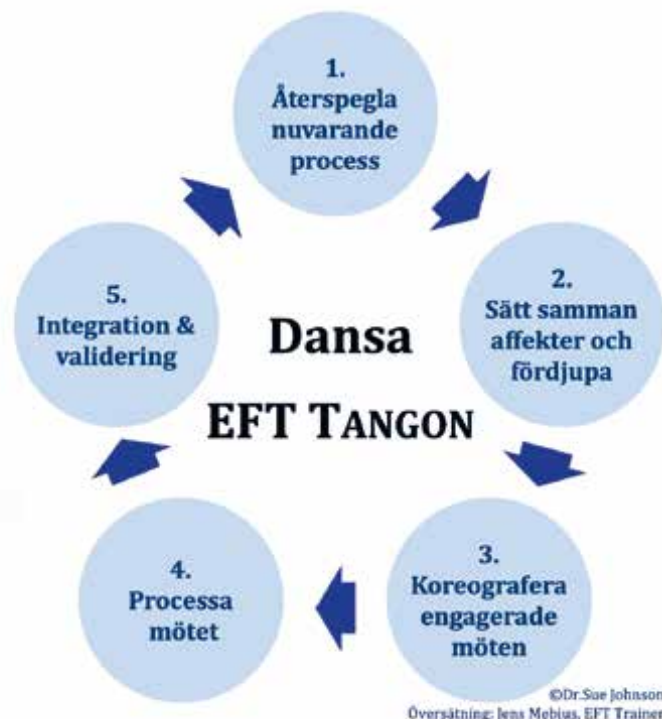 1.
Återspegla
nuvarande
process
2.
Sätt samman
affekter och
fördjupa
3.
Koreografera
engagerade
möten
4.
Processa
mötet
5.
Integration &
validering
Dansa
EFT TANGON
©Dr.Sue Johnson
Översätning: Jens Mebius, EFT Trainer